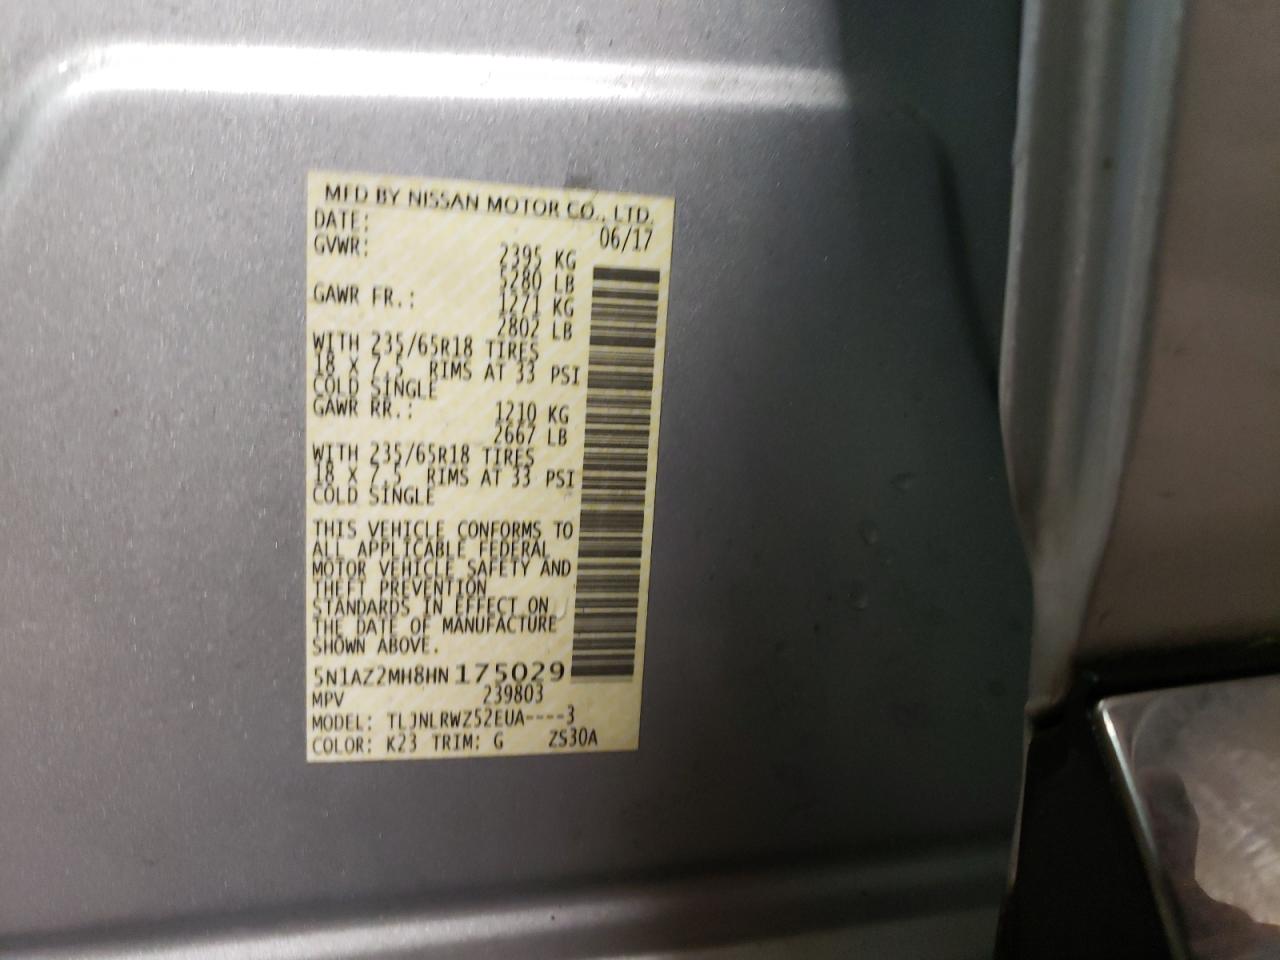 MFD BY NISSAN MOTOR CO., LTD.
DATE: 06/17
GVWR: 2395 KG
5280 LB
GAWR FR.: 1271 KG
2802 LB
WITH 235/65R18 TIRES
18 X 7.5 RIMS AT 33 PSI
COLD SINGLE
GAWR RR.: 1210 KG
2667 LB
WITH 235/65R18 TIRES
18 X 7.5 RIMS AT 33 PSI
COLD SINGLE
THIS VEHICLE CONFORMS TO
ALL APPLICABLE FEDERAL
MOTOR VEHICLE SAFETY AND
THEFT PREVENTION
STANDARDS IN EFFECT ON
THE DATE OF MANUFACTURE
SHOWN ABOVE.
5N1AZ2MH8HN175029
MPV 239803
MODEL: TLJNLRWZ52EUA----3
COLOR: K23 TRIM: G ZS30A